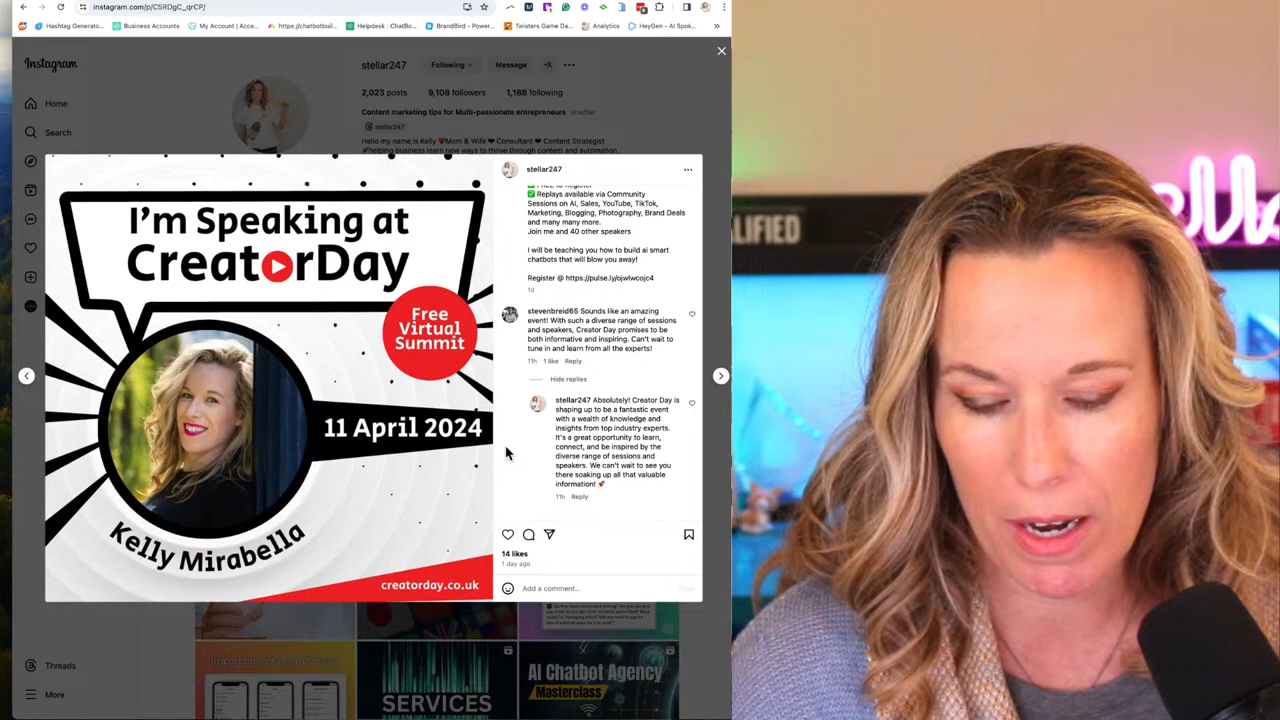 instagram.com/p/C5RDgC_qrCP/
Hashtag Generato...
Business Accounts
My Account | Acce...
https://chatbotbuil...
Helpdesk : ChatBo...
BrandBird – Power...
Twisters Game Da...
Analytics
HeyGen – AI Spok...
Instagram
Home
Search
Threads
More
stellar247
Following
Message
2,023 posts
9,108 followers
1,188 following
Content marketing tips for Multi-passionate entrepreneurs she/her
stellar247
Hello my name is Kelly ❤️Mom & Wife ❤ Consultant ❤ Content Strategist
🚀helping business learn new ways to thrive through content and automation
I'm Speaking at
CreatorDay
Free
Virtual
Summit
11 April 2024
Kelly Mirabella
creatorday.co.uk
stellar247
✅ FREE to Register
✅ Replays available via Community
Sessions on AI, Sales, YouTube, TikTok,
Marketing, Blogging, Photography, Brand Deals
and many many more.
Join me and 40 other speakers
I will be teaching you how to build ai smart
chatbots that will blow you away!
Register @ https://pulse.ly/ojwlwcojc4
1d
stevenbreid65 Sounds like an amazing
event! With such a diverse range of sessions
and speakers, Creator Day promises to be
both informative and inspiring. Can't wait to
tune in and learn from all the experts!
11h 1 like Reply
Hide replies
stellar247 Absolutely! Creator Day is
shaping up to be a fantastic event
with a wealth of knowledge and
insights from top industry experts.
It's a great opportunity to learn,
connect, and be inspired by the
diverse range of sessions and
speakers. We can't wait to see you
there soaking up all that valuable
information! 🚀
11h Reply
14 likes
1 day ago
Add a comment...
Post
Important Instagram
SERVICES
AI Chatbot Agency
Masterclass
ALIFIED